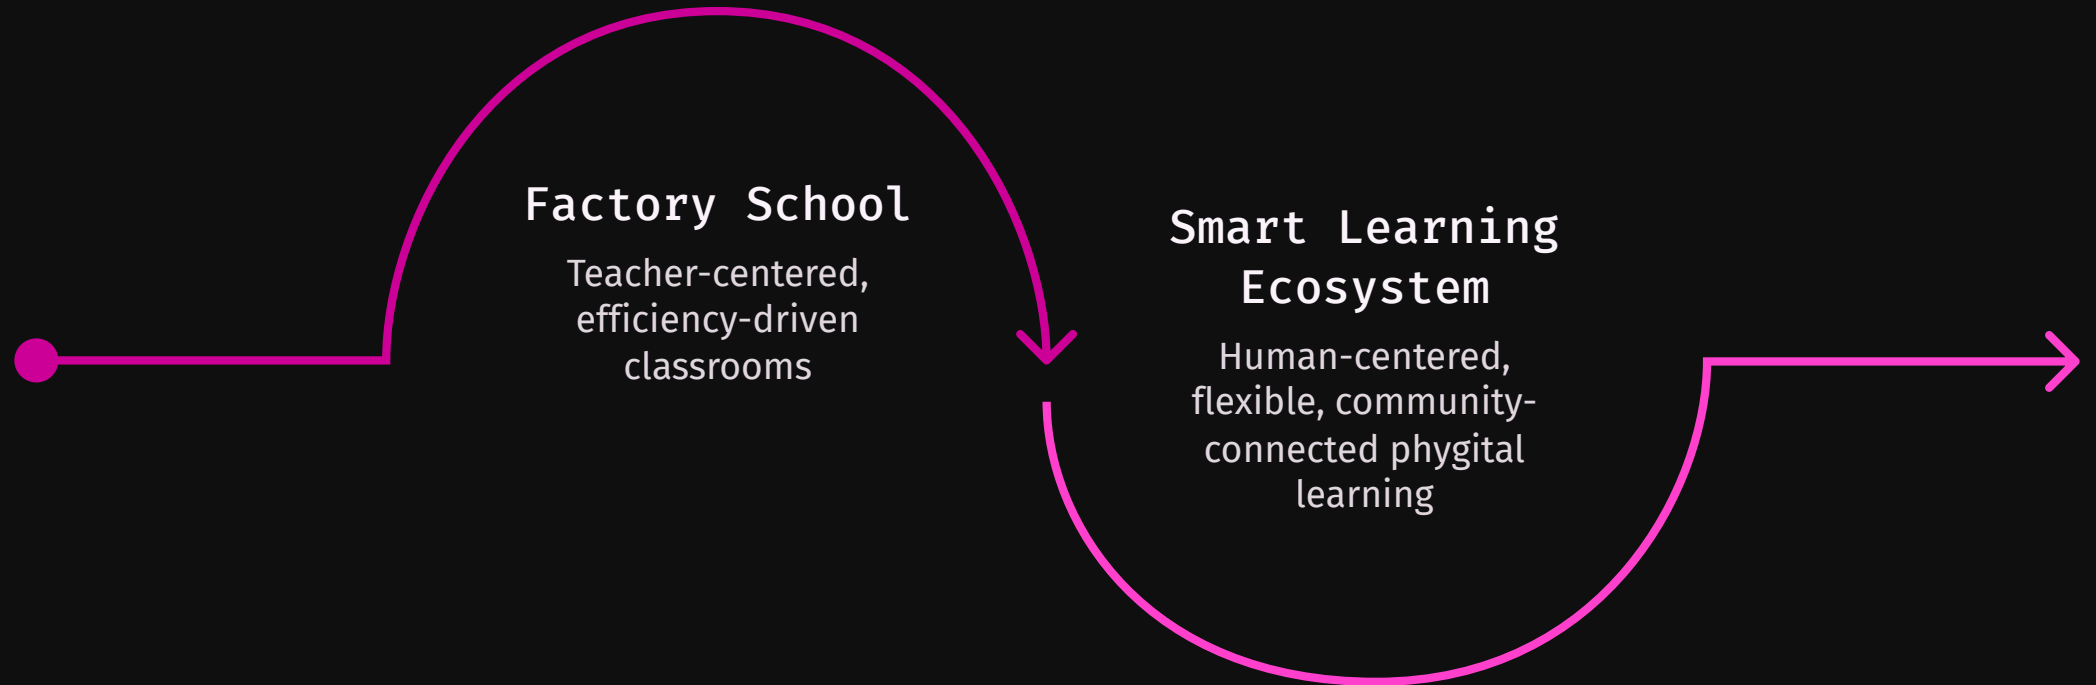 Factory School
Teacher-centered,
efficiency-driven
classrooms
Smart Learning
Ecosystem
Human-centered,
flexible, community-
connected phygital
learning